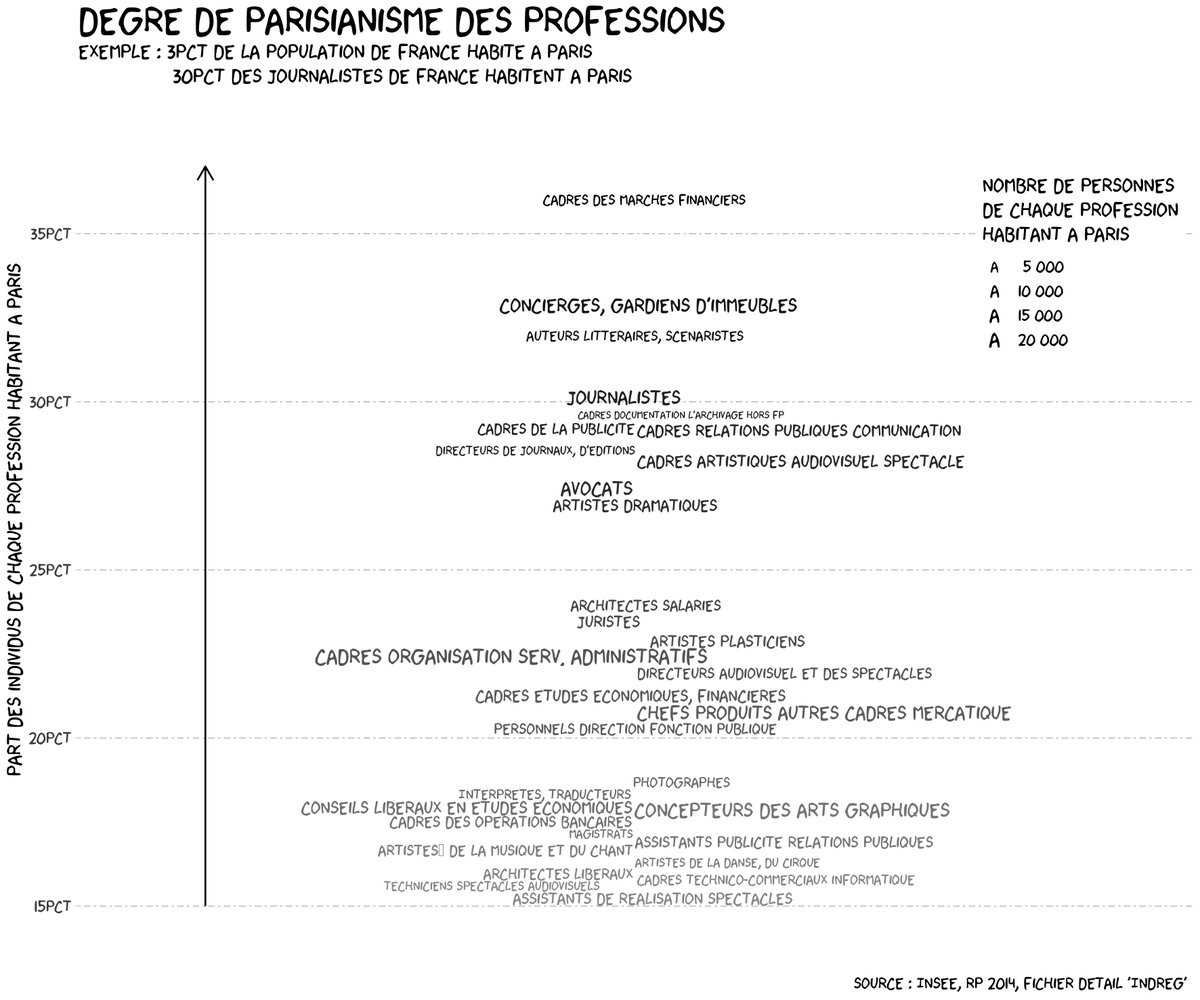 DEGRE DE PARISIANISME DES PROFESSIONS
EXEMPLE : 3PCT DE LA POPULATION DE FRANCE HABITE A PARIS
30PCT DES JOURNALISTES DE FRANCE HABITENT A PARIS
NOMBRE DE PERSONNES
DE CHAQUE PROFESSION
HABITANT A PARIS
A 5 000
A 10 000
A 15 000
A 20 000
PART DES INDIVIDUS DE CHAQUE PROFESSION HABITANT A PARIS
CADRES DES MARCHES FINANCIERS
35PCT
CONCIERGES, GARDIENS D'IMMEUBLES
AUTEURS LITTERAIRES, SCENARISTES
JOURNALISTES
30PCT
CADRES DOCUMENTATION L'ARCHIVAGE HORS FP
CADRES DE LA PUBLICITE
CADRES RELATIONS PUBLIQUES COMMUNICATION
DIRECTEURS DE JOURNAUX, D'EDITIONS
CADRES ARTISTIQUES AUDIOVISUEL SPECTACLE
AVOCATS
ARTISTES DRAMATIQUES
25PCT
ARCHITECTES SALARIES
JURISTES
ARTISTES PLASTICIENS
CADRES ORGANISATION SERV. ADMINISTRATIFS
DIRECTEURS AUDIOVISUEL ET DES SPECTACLES
CADRES ETUDES ECONOMIQUES, FINANCIERES
CHEFS PRODUITS AUTRES CADRES MERCATIQUE
PERSONNELS DIRECTION FONCTION PUBLIQUE
20PCT
PHOTOGRAPHES
INTERPRETES, TRADUCTEURS
CONSEILS LIBERAUX EN ETUDES ECONOMIQUES
CONCEPTEURS DES ARTS GRAPHIQUES
CADRES DES OPERATIONS BANCAIRES
MAGISTRATS
ASSISTANTS PUBLICITE RELATIONS PUBLIQUES
ARTISTES▯ DE LA MUSIQUE ET DU CHANT
ARTISTES DE LA DANSE, DU CIRQUE
ARCHITECTES LIBERAUX
CADRES TECHNICO-COMMERCIAUX INFORMATIQUE
TECHNICIENS SPECTACLES AUDIOVISUELS
ASSISTANTS DE REALISATION SPECTACLES
15PCT
SOURCE : INSEE, RP 2014, FICHIER DETAIL 'INDREG'